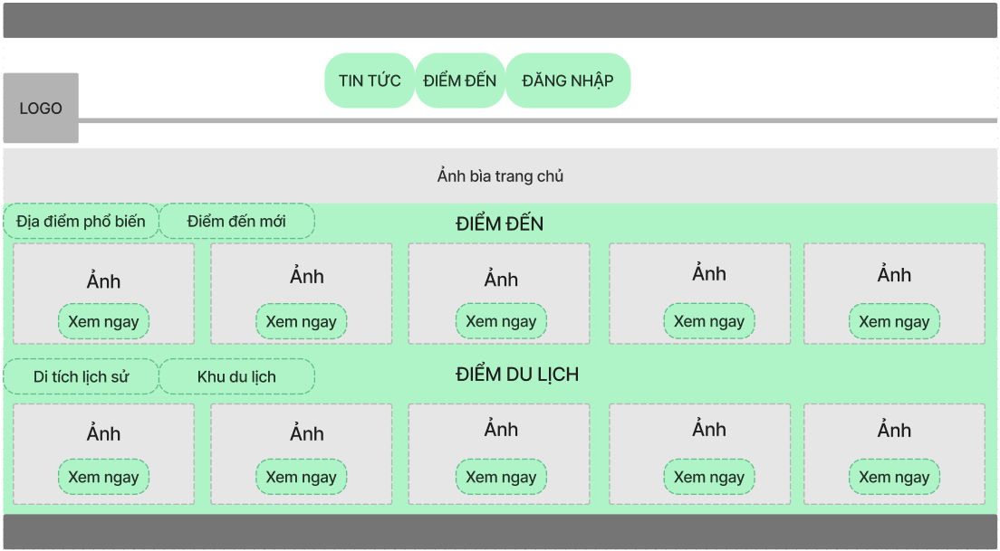 TIN TỨC
ĐIỂM ĐẾN
ĐĂNG NHẬP
LOGO
Ảnh bìa trang chủ
Địa điểm phổ biến
Điểm đến mới
ĐIỂM ĐẾN
Ảnh
Ảnh
Ảnh
Ảnh
Ảnh
Xem ngay
Xem ngay
Xem ngay
Xem ngay
Xem ngay
Di tích lịch sử
Khu du lịch
ĐIỂM DU LỊCH
Ảnh
Ảnh
Ảnh
Ảnh
Ảnh
Xem ngay
Xem ngay
Xem ngay
Xem ngay
Xem ngay